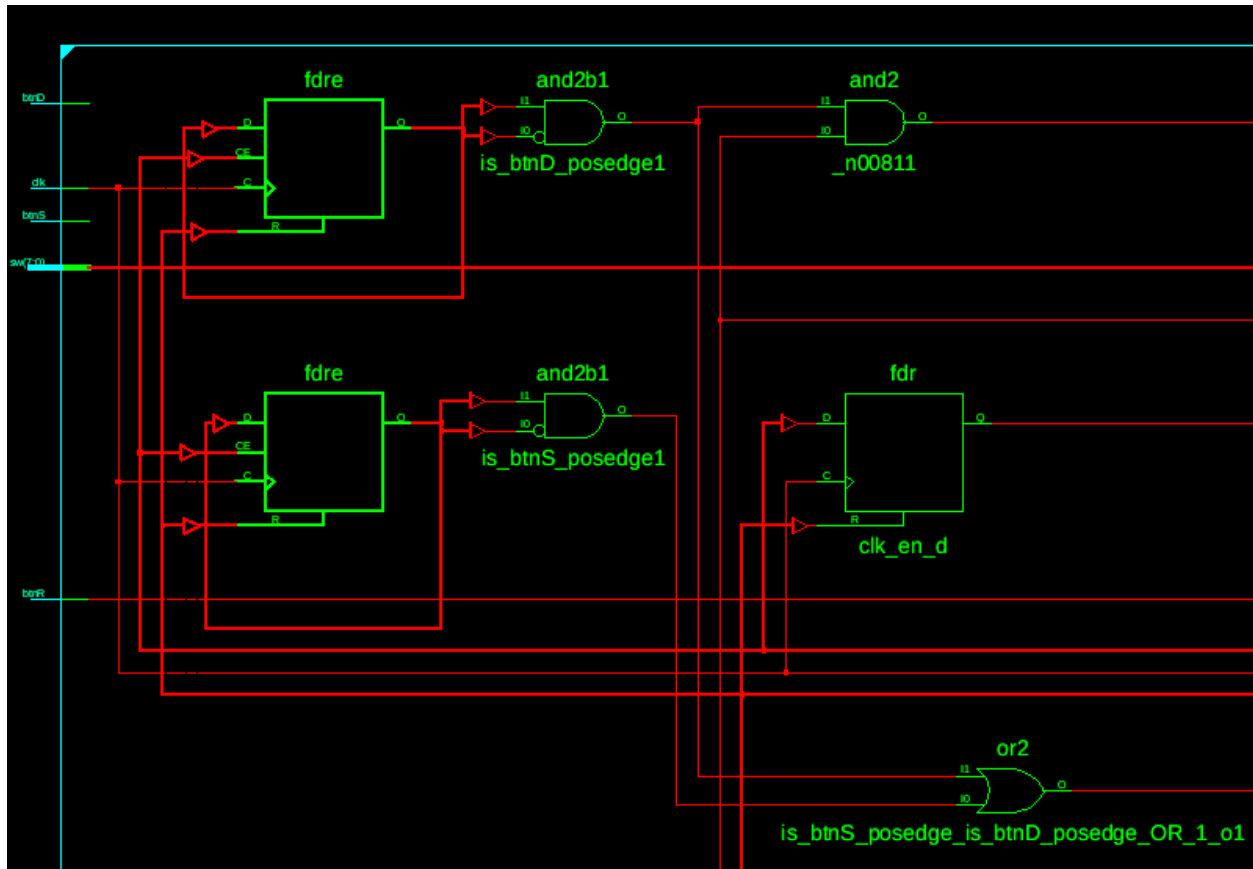 fdre
and2b1
and2
btnD
D
O
I1
O
I1
O
I0
I0
CE
is_btnD_posedge1
_n00811
clk
C
btnS
R
sw(7:0)
fdre
and2b1
fdr
D
O
I1
O
D
Q
I0
CE
is_btnS_posedge1
C
C
R
R
clk_en_d
btnR
or2
I1
O
I0
is_btnS_posedge_is_btnD_posedge_OR_1_o1